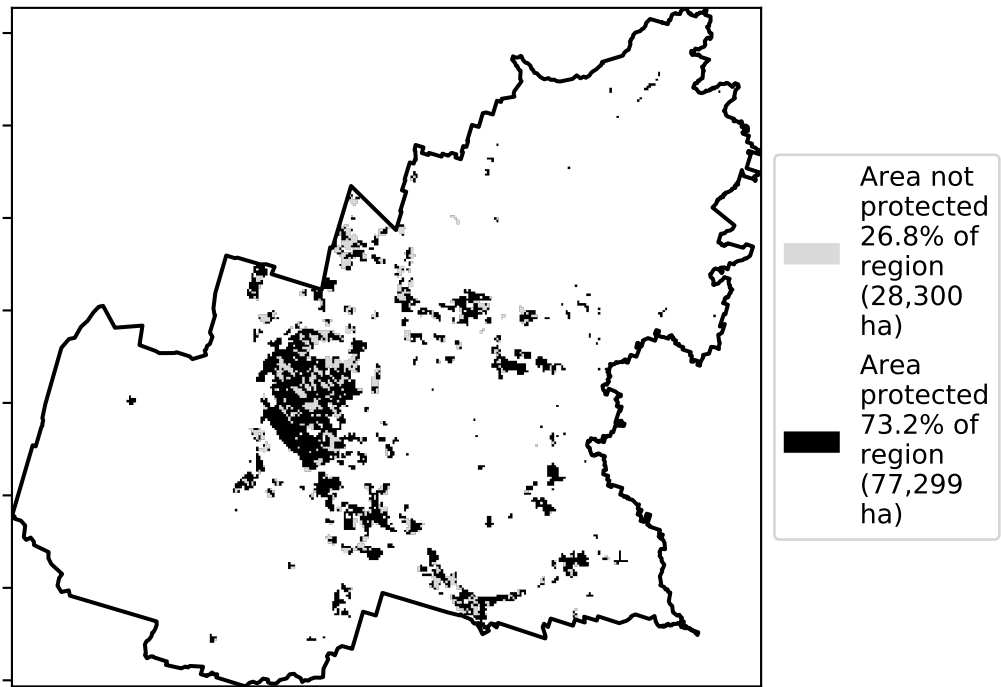 Area not
protected
26.8% of
region
(28,300
ha)
Area
protected
73.2% of
region
(77,299
ha)